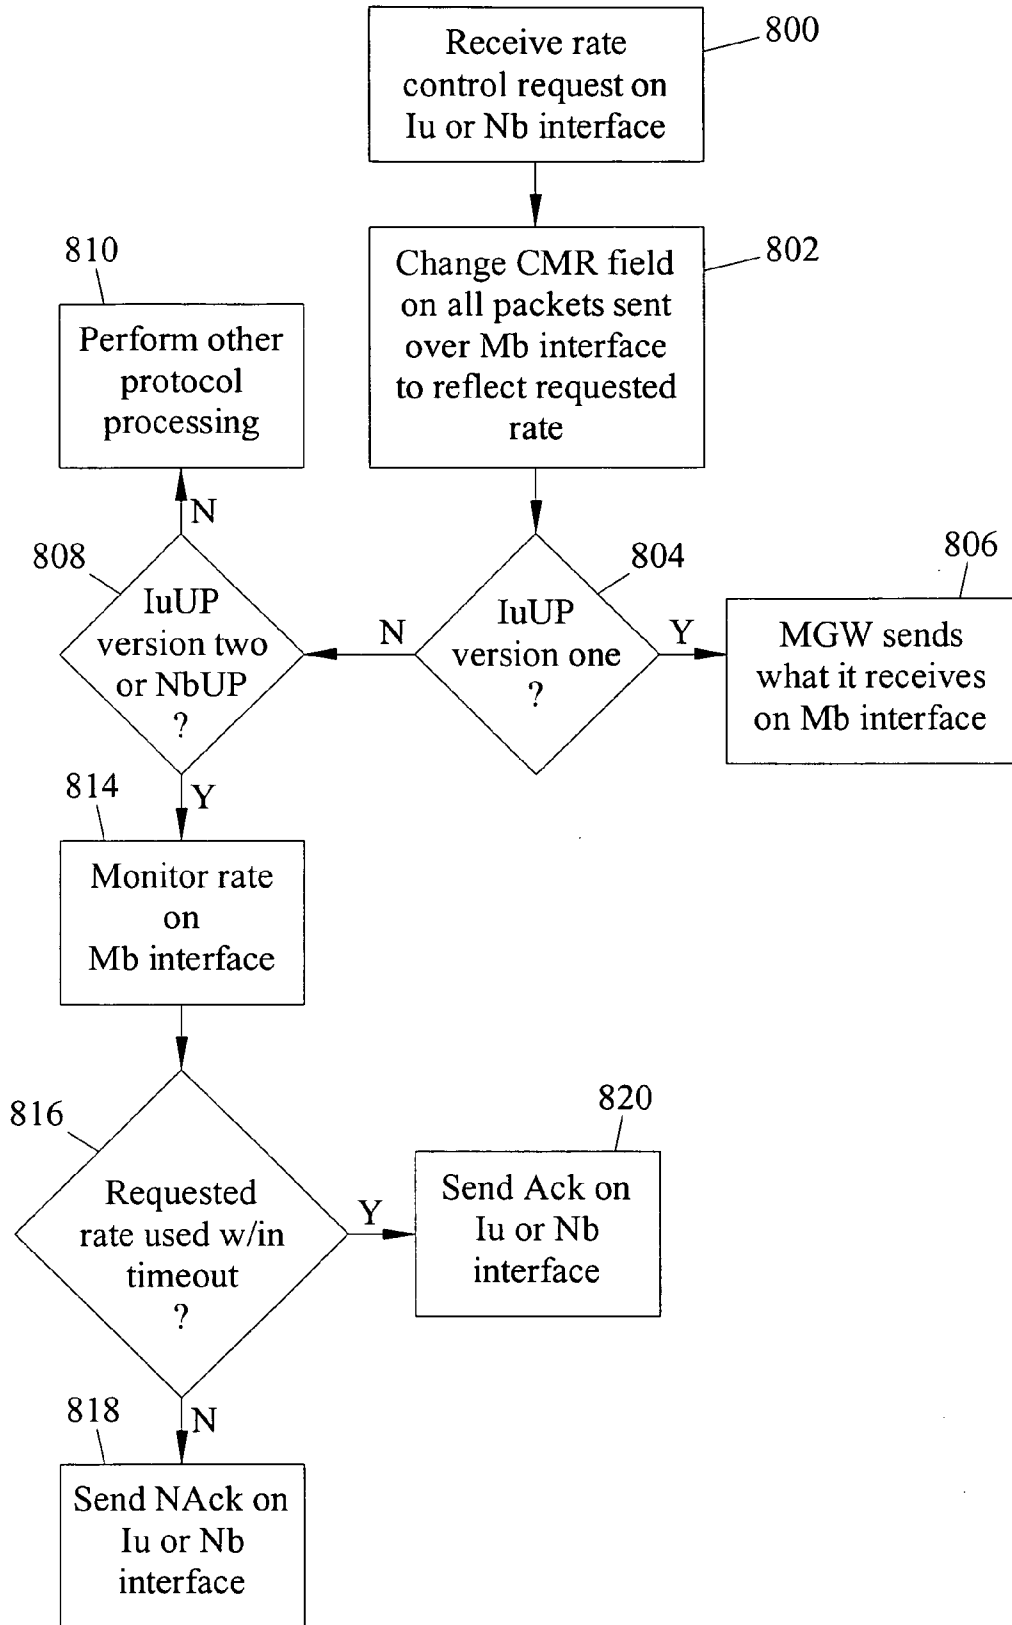 800
Receive rate
control request on
Iu or Nb interface
802
Change CMR field
on all packets sent
over Mb interface
to reflect requested
rate
810
Perform other
protocol
processing
N
808
IuUP
version two
or NbUP
?
N
804
IuUP
version one
?
Y
806
MGW sends
what it receives
on Mb interface
Y
814
Monitor rate
on
Mb interface
816
Requested
rate used w/in
timeout
?
Y
820
Send Ack on
Iu or Nb
interface
N
818
Send NAck on
Iu or Nb
interface